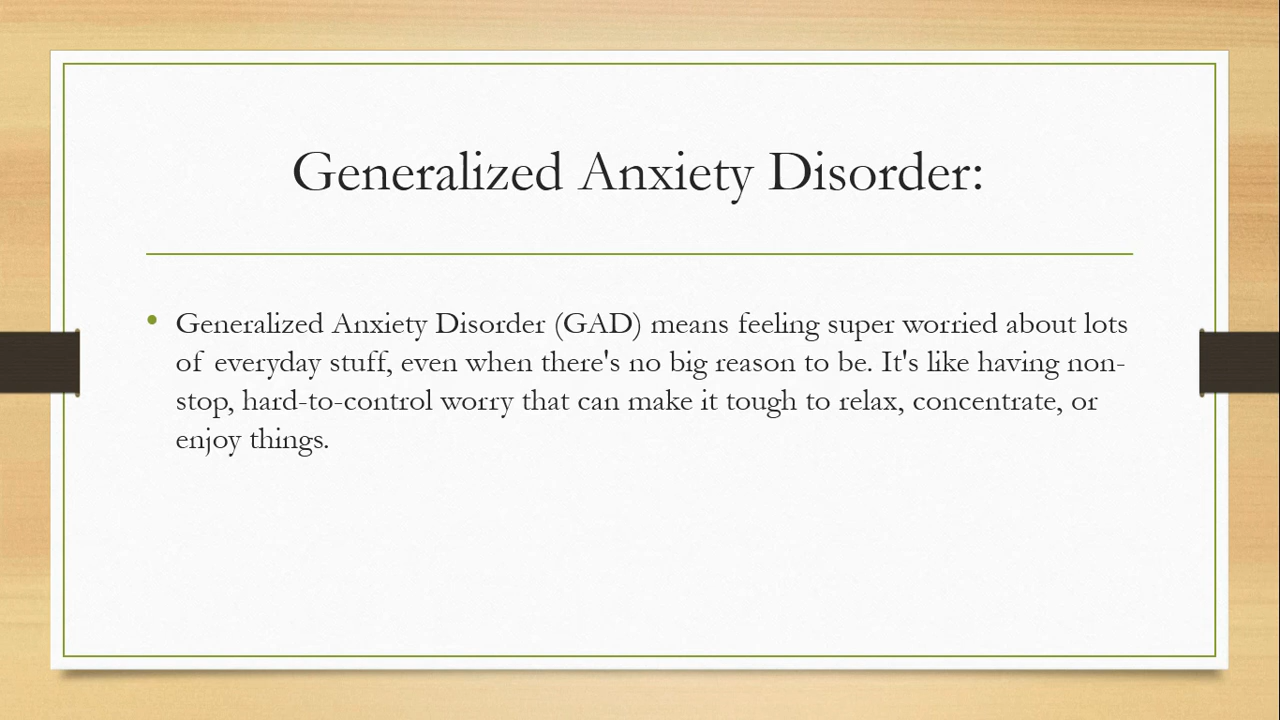 Generalized Anxiety Disorder:
• Generalized Anxiety Disorder (GAD) means feeling super worried about lots
of everyday stuff, even when there's no big reason to be. It's like having non-
stop, hard-to-control worry that can make it tough to relax, concentrate, or
enjoy things.